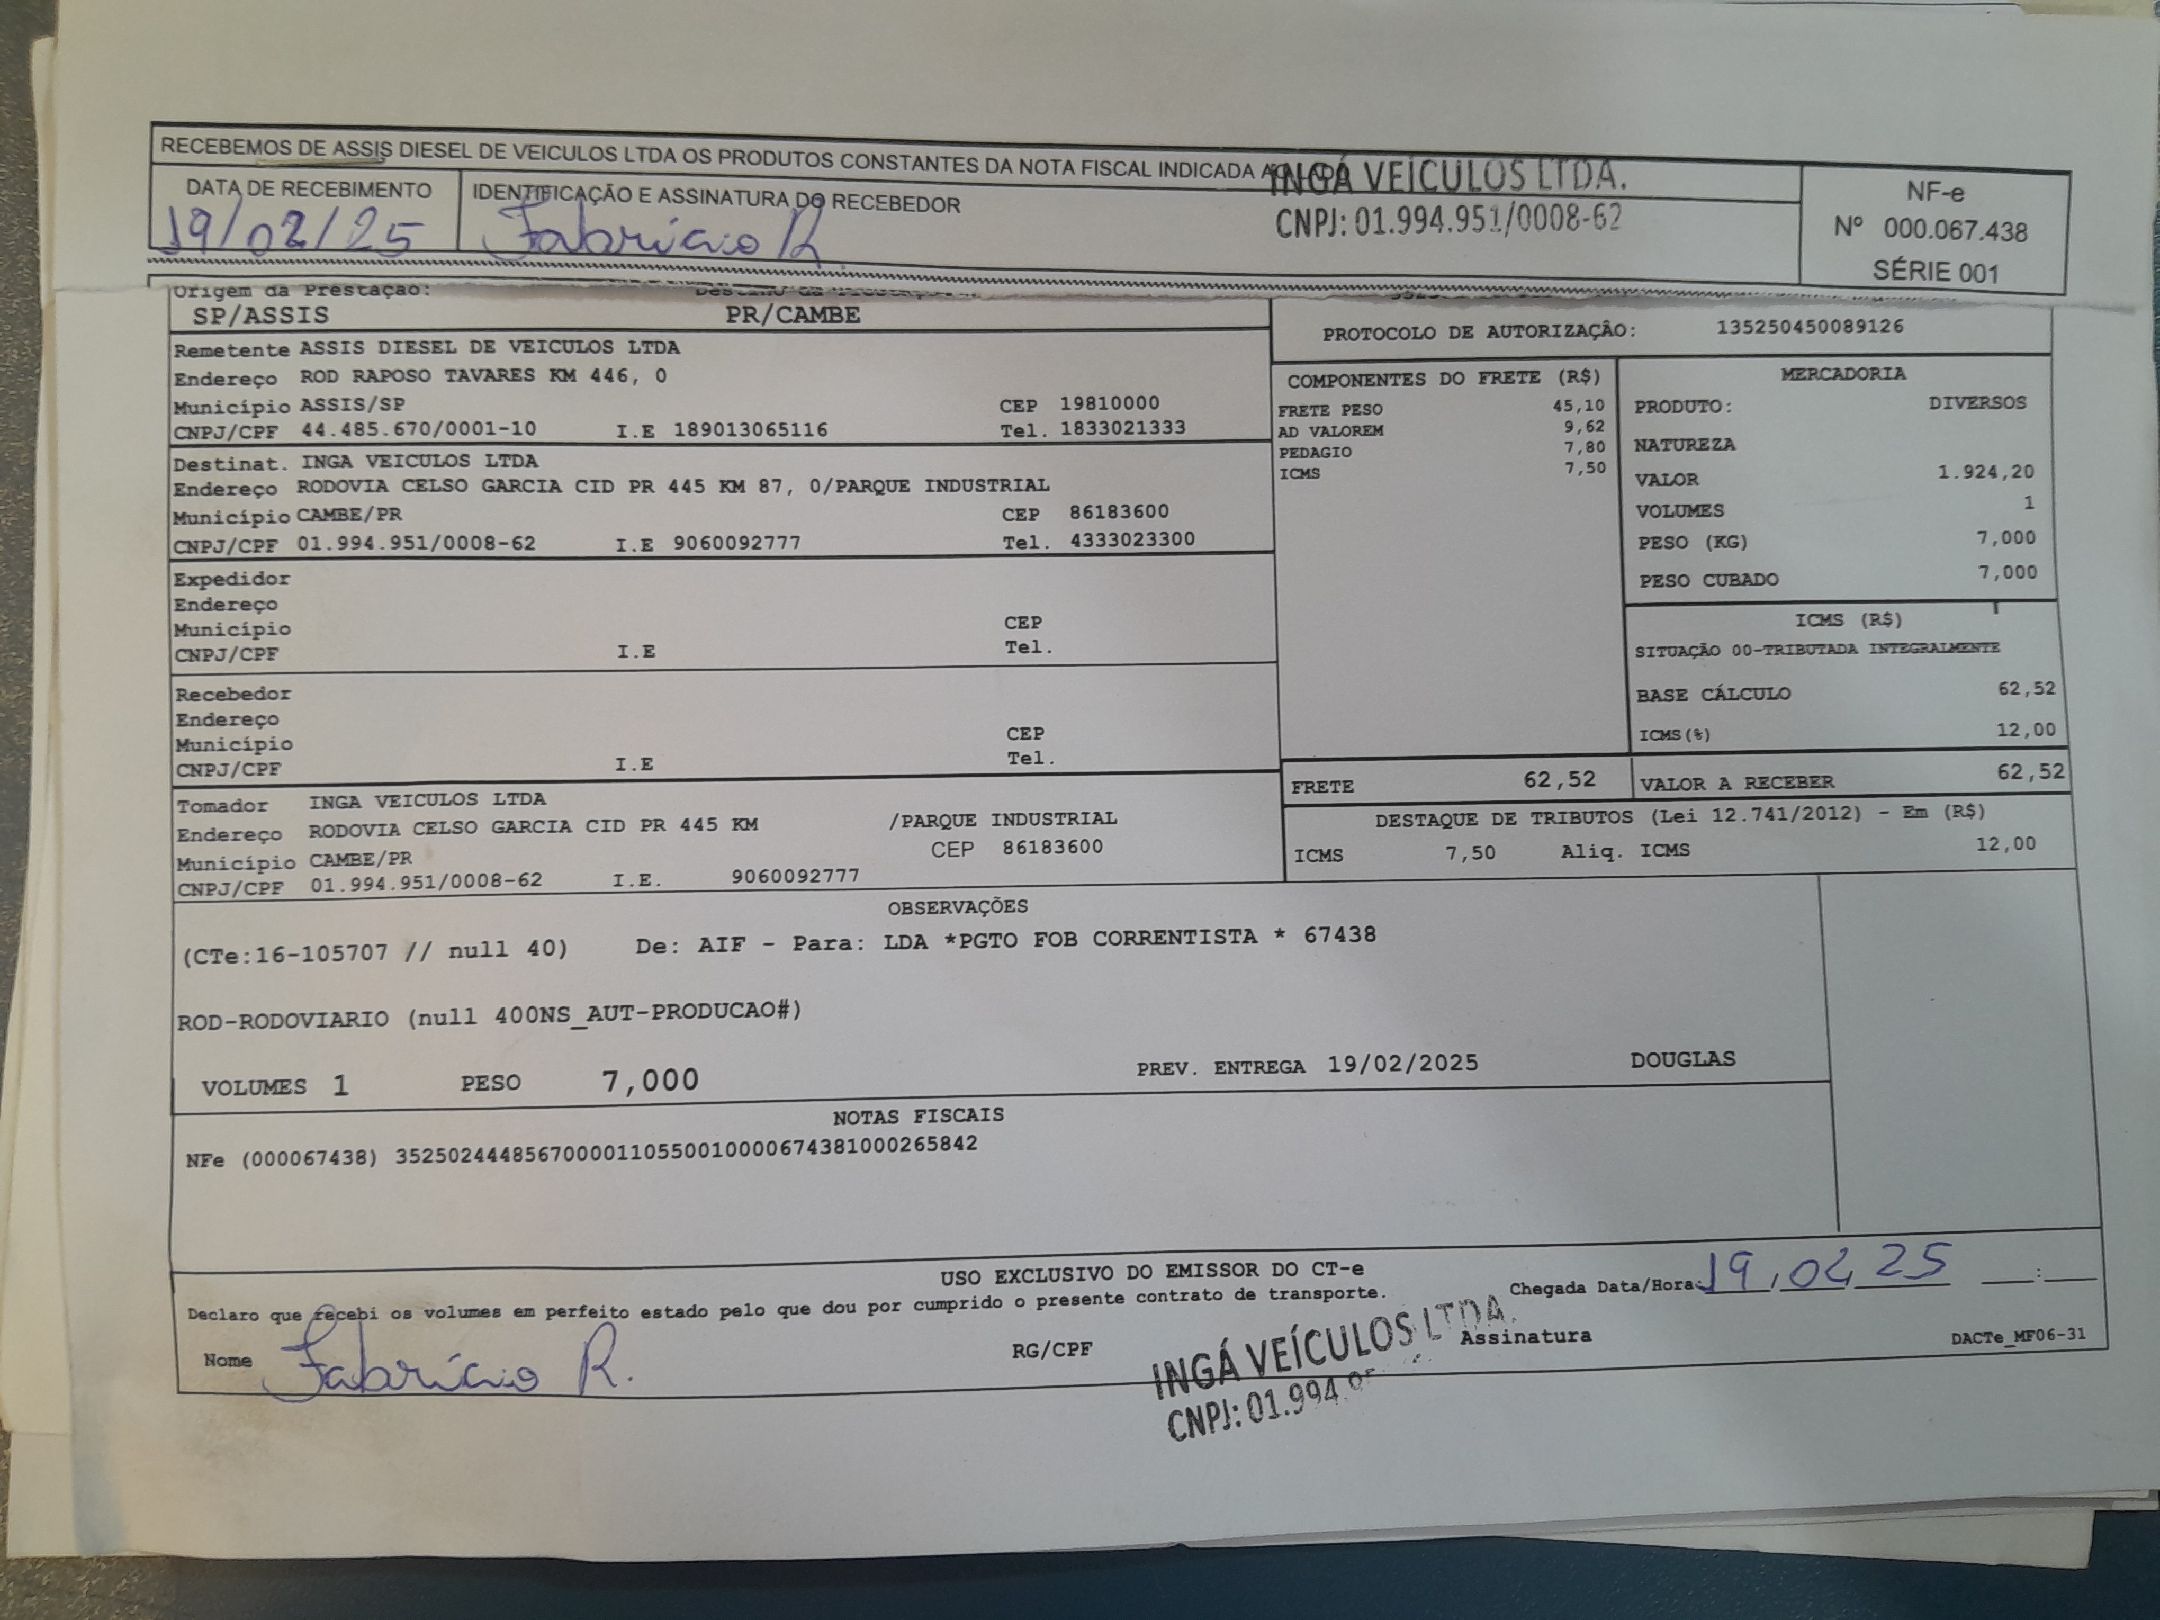 RECEBEMOS DE ASSIS DIESEL DE VEICULOS LTDA OS PRODUTOS CONSTANTES DA NOTA FISCAL INDICADA
INGÁ VEÍCULOS LTDA.
CNPJ: 01.994.951/0008-62
NF-e
Nº 000.067.438
SÉRIE 001
DATA DE RECEBIMENTO
19/02/25
IDENTIFICAÇÃO E ASSINATURA DO RECEBEDOR
Fabrício R.
Origem da Prestação:
SP/ASSIS PR/CAMBE
Remetente ASSIS DIESEL DE VEICULOS LTDA
Endereço ROD RAPOSO TAVARES KM 446, 0
Município ASSIS/SP CEP 19810000
CNPJ/CPF 44.485.670/0001-10 I.E 189013065116 Tel. 1833021333
Destinat. INGA VEICULOS LTDA
Endereço RODOVIA CELSO GARCIA CID PR 445 KM 87, 0/PARQUE INDUSTRIAL
Município CAMBE/PR CEP 86183600
CNPJ/CPF 01.994.951/0008-62 I.E 9060092777 Tel. 4333023300
Expedidor
Endereço
Município CEP
CNPJ/CPF I.E Tel.
Recebedor
Endereço
Município CEP
CNPJ/CPF I.E Tel.
Tomador INGA VEICULOS LTDA
Endereço RODOVIA CELSO GARCIA CID PR 445 KM /PARQUE INDUSTRIAL
Município CAMBE/PR CEP 86183600
CNPJ/CPF 01.994.951/0008-62 I.E. 9060092777
PROTOCOLO DE AUTORIZAÇÃO: 135250450089126
COMPONENTES DO FRETE (R$)
FRETE PESO 45,10
AD VALOREM 9,62
PEDAGIO 7,80
ICMS 7,50
MERCADORIA
PRODUTO: DIVERSOS
NATUREZA
VALOR 1.924,20
VOLUMES 1
PESO (KG) 7,000
PESO CUBADO 7,000
ICMS (R$)
SITUAÇÃO 00-TRIBUTADA INTEGRALMENTE
BASE CÁLCULO 62,52
ICMS(%) 12,00
FRETE 62,52 VALOR A RECEBER 62,52
DESTAQUE DE TRIBUTOS (Lei 12.741/2012) - Em (R$)
ICMS 7,50 Aliq. ICMS 12,00
OBSERVAÇÕES
(CTe:16-105707 // null 40) De: AIF - Para: LDA *PGTO FOB CORRENTISTA * 67438
ROD-RODOVIARIO (null 400NS_AUT-PRODUCAO#)
VOLUMES 1 PESO 7,000 PREV. ENTREGA 19/02/2025 DOUGLAS
NOTAS FISCAIS
NFe (000067438) 35250244485670000110550010000674381000265842
USO EXCLUSIVO DO EMISSOR DO CT-e
Declaro que recebi os volumes em perfeito estado pelo que dou por cumprido o presente contrato de transporte.
Chegada Data/Hora: 19,02,25 :
Nome Fabrício R. RG/CPF Assinatura
INGÁ VEÍCULOS LTDA.
CNPJ: 01.994
DACTe_MF06-31